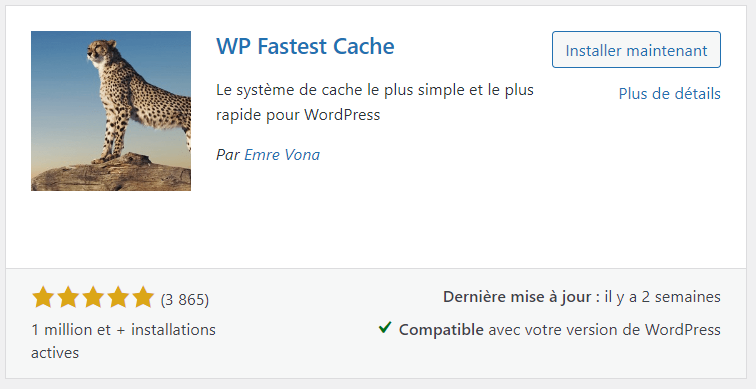 WP Fastest Cache
Installer maintenant
Le système de cache le plus simple et le plus
rapide pour WordPress
Plus de détails
Par Emre Vona
(3 865)
1 million et + installations
actives
Dernière mise à jour : il y a 2 semaines
Compatible avec votre version de WordPress